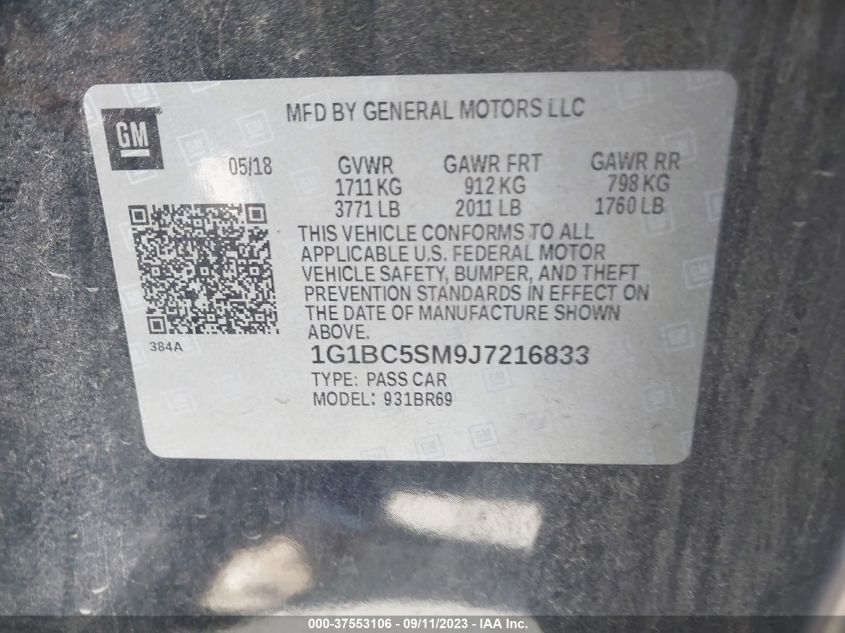 GM
MFD BY GENERAL MOTORS LLC
05/18 GVWR GAWR FRT GAWR RR
1711 KG 912 KG 798 KG
3771 LB 2011 LB 1760 LB
THIS VEHICLE CONFORMS TO ALL
APPLICABLE U.S. FEDERAL MOTOR
VEHICLE SAFETY, BUMPER, AND THEFT
PREVENTION STANDARDS IN EFFECT ON
THE DATE OF MANUFACTURE SHOWN
ABOVE.
384A
1G1BC5SM9J7216833
TYPE: PASS CAR
MODEL: 931BR69
000-37553106 - 09/11/2023 - IAA Inc.